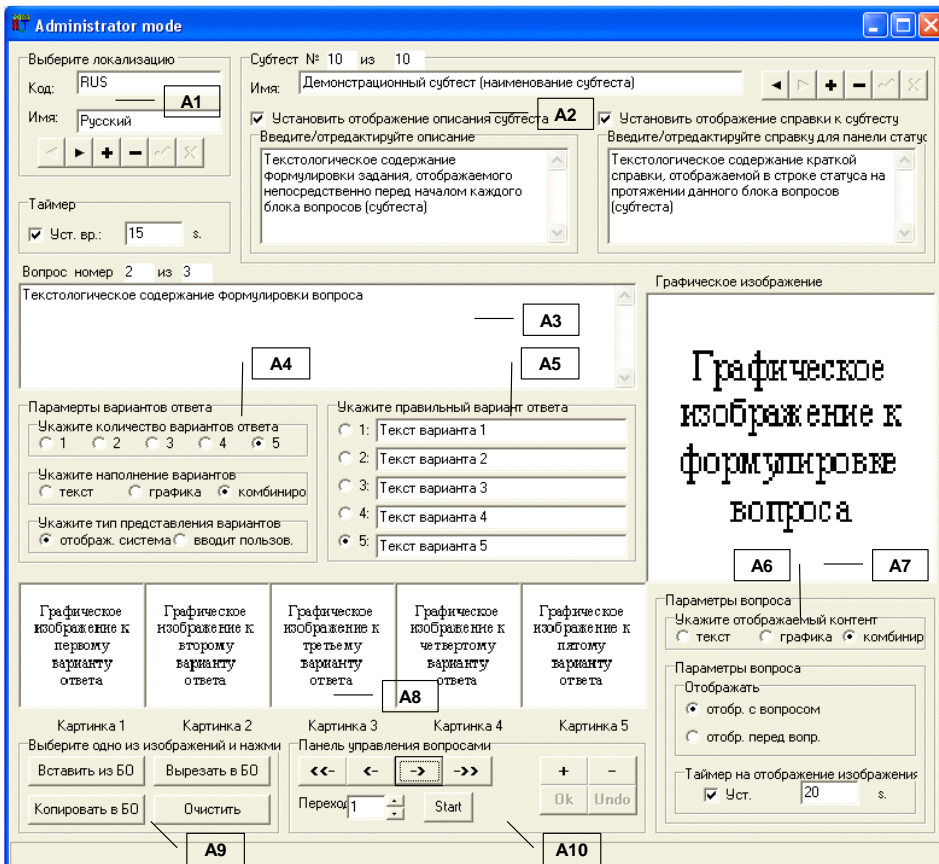 Administrator mode
Выберите локализацию
Код: RUS
A1
Имя: Русский
Таймер
Уст. вр.: 15 s.
Субтест № 10 из 10
Имя: Демонстрационный субтест (наименование субтеста)
Установить отображение описания субтеста
A2
Установить отображение справки к субтесту
Введите/отредактируйте описание
Текстологическое содержание
формулировки задания, отображаемого
непосредственно перед началом каждого
блока вопросов (субтеста)
Введите/отредактируйте справку для панели статус
Текстологическое содержание краткой
справки, отображаемой в строке статуса на
протяжении данного блока вопросов
(субтеста)
Вопрос номер 2 из 3
Текстологическое содержание формулировки вопроса
A3
A4
A5
Графическое изображение
Графическое
изображение к
формулировке
вопроса
A6
A7
Парамерты вариантов ответа
Укажите количество вариантов ответа
1 2 3 4 5
Укажите наполнение вариантов
текст графика комбиниро
Укажите тип представления вариантов
отображ. система вводит пользов.
Укажите правильный вариант ответа
1: Текст варианта 1
2: Текст варианта 2
3: Текст варианта 3
4: Текст варианта 4
5: Текст варианта 5
Графическое
изображение к
первому
варианту
ответа
Графическое
изображение к
второму
варианту
ответа
Графическое
изображение к
третьему
варианту
ответа
Графическое
изображение к
четвертому
варианту
ответа
Графическое
изображение к
пятому
варианту
ответа
A8
Картинка 1 Картинка 2 Картинка 3 Картинка 4 Картинка 5
Параметры вопроса
Укажите отображаемый контент
текст графика комбинир
Параметры вопроса
Отображать
отобр. с вопросом
отобр. перед вопр.
Таймер на отображение изображения
Уст. 20 s.
Выберите одно из изображений и нажми
Вставить из БО Вырезать в БО
Копировать в БО Очистить
A9
Панель управления вопросами
<<- <- -> ->> + -
Переход 1 Start Ok Undo
A10